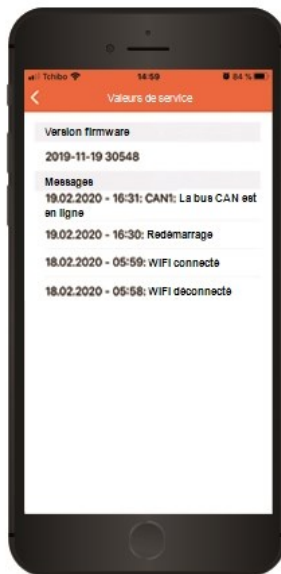 Tchibo 14:59 84 %
Valeurs de service
Version firmware
2019-11-19 30548
Messages
19.02.2020 - 16:31: CAN1: La bus CAN est
en ligne
19.02.2020 - 16:30: Redémarrage
18.02.2020 - 05:59: WIFI connecté
18.02.2020 - 05:58: WIFI déconnecté